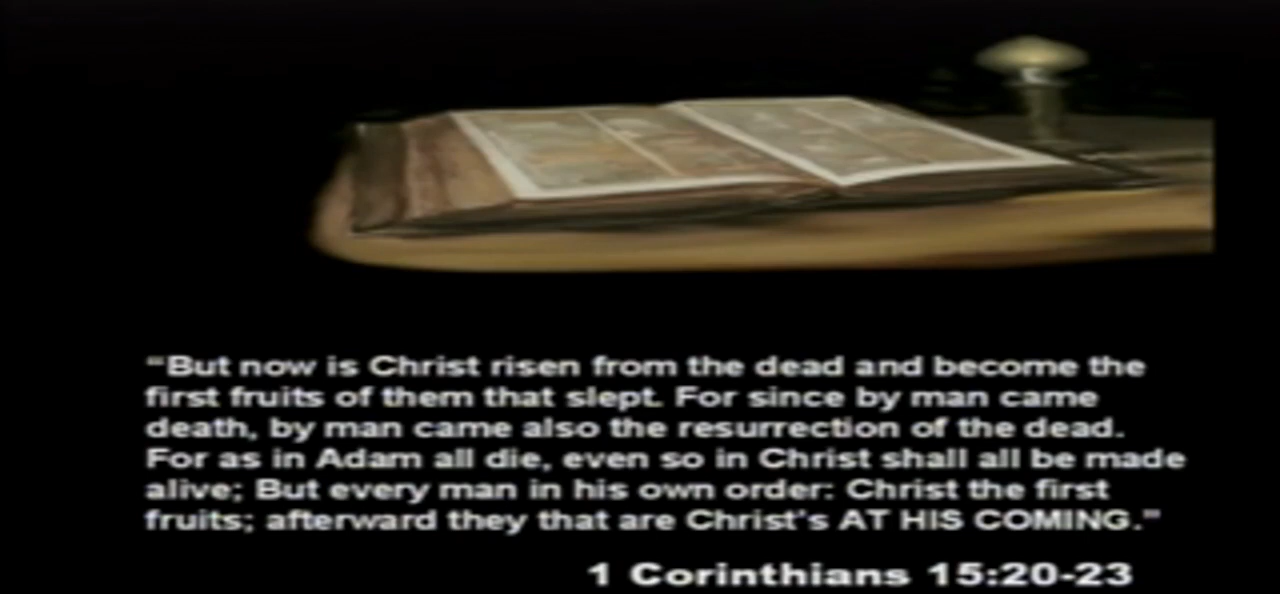 "But now is Christ risen from the dead and become the
first fruits of them that slept. For since by man came
death, by man came also the resurrection of the dead.
For as in Adam all die, even so in Christ shall all be made
alive; But every man in his own order: Christ the first
fruits; afterward they that are Christ's AT HIS COMING."
1 Corinthians 15:20-23